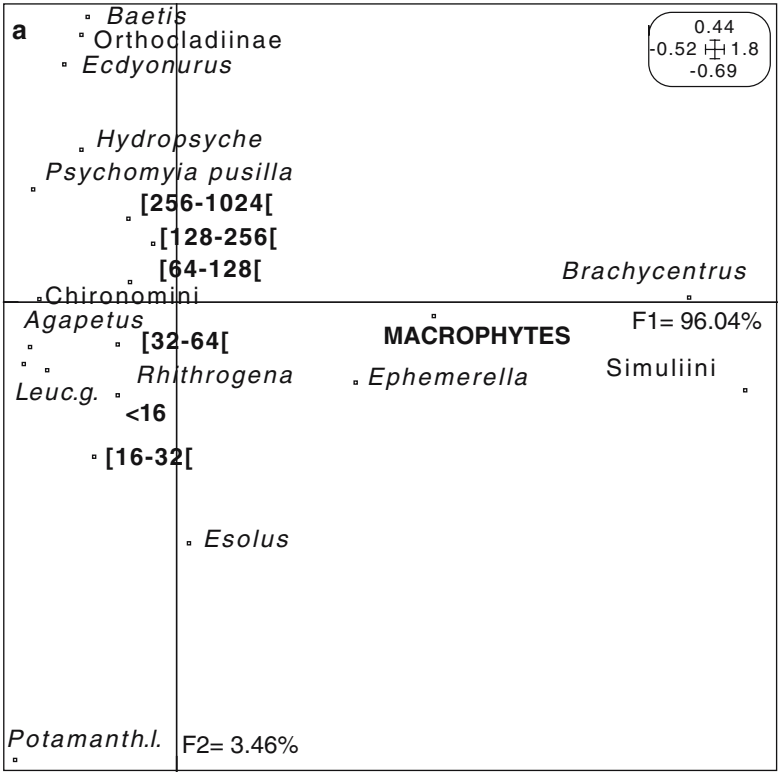 a
Baetis
Orthocladiinae
Ecdyonurus
0.44
-0.52 1.8
-0.69
Hydropsyche
Psychomyia pusilla
[256-1024[
[128-256[
[64-128[
Brachycentrus
Chironomini
Agapetus
F1= 96.04%
MACROPHYTES
[32-64[
Rhithrogena
Ephemerella
Simuliini
Leuc.g.
<16
[16-32[
Esolus
Potamanth.l.
F2= 3.46%